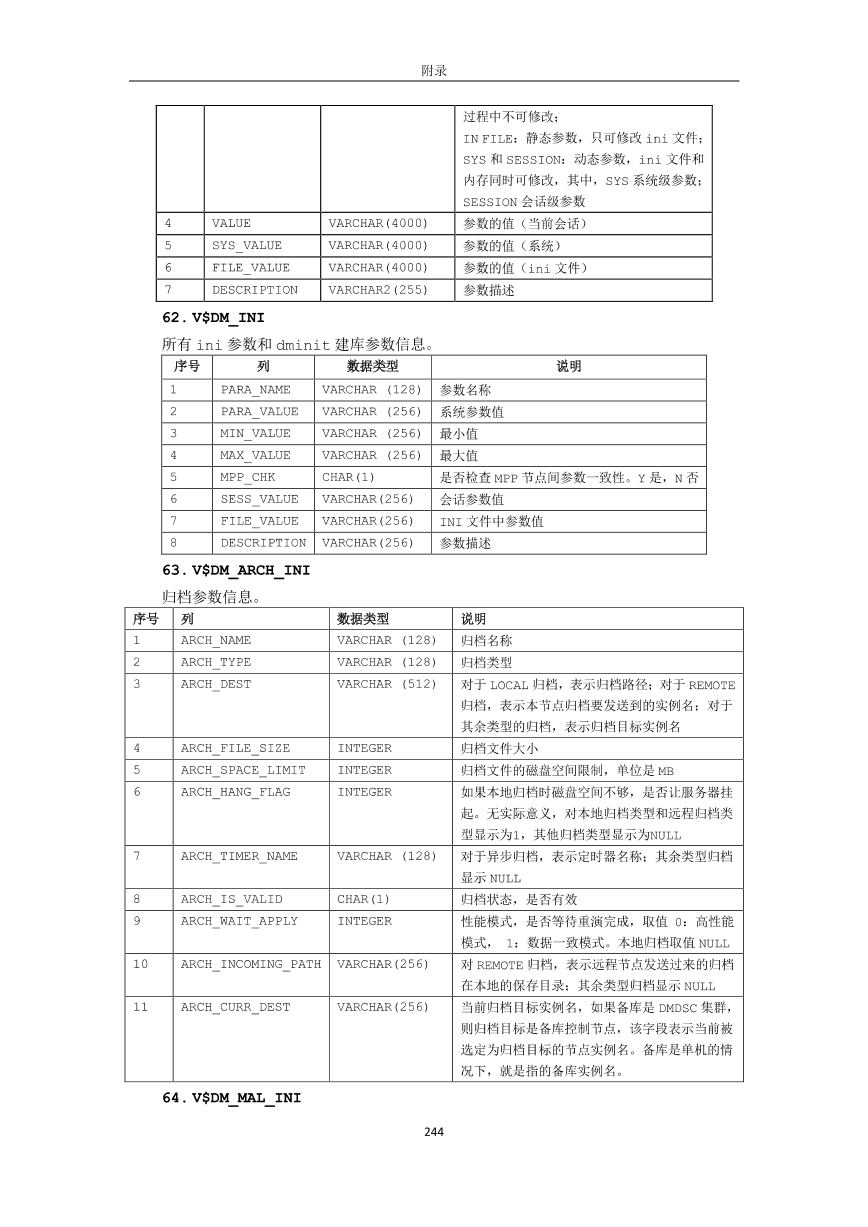 附录
过程中不可修改；
IN FILE：静态参数，只可修改 ini 文件；
SYS 和 SESSION：动态参数，ini 文件和
内存同时可修改，其中，SYS 系统级参数；
SESSION 会话级参数
4 VALUE VARCHAR(4000) 参数的值（当前会话）
5 SYS_VALUE VARCHAR(4000) 参数的值（系统）
6 FILE_VALUE VARCHAR(4000) 参数的值（ini 文件）
7 DESCRIPTION VARCHAR2(255) 参数描述
62. V$DM_INI
所有 ini 参数和 dminit 建库参数信息。
序号 列 数据类型 说明
1 PARA_NAME VARCHAR (128) 参数名称
2 PARA_VALUE VARCHAR (256) 系统参数值
3 MIN_VALUE VARCHAR (256) 最小值
4 MAX_VALUE VARCHAR (256) 最大值
5 MPP_CHK CHAR(1) 是否检查 MPP 节点间参数一致性。Y 是，N 否
6 SESS_VALUE VARCHAR(256) 会话参数值
7 FILE_VALUE VARCHAR(256) INI 文件中参数值
8 DESCRIPTION VARCHAR(256) 参数描述
63. V$DM_ARCH_INI
归档参数信息。
序号 列 数据类型 说明
1 ARCH_NAME VARCHAR (128) 归档名称
2 ARCH_TYPE VARCHAR (128) 归档类型
3 ARCH_DEST VARCHAR (512) 对于 LOCAL 归档，表示归档路径；对于 REMOTE
归档，表示本节点归档要发送到的实例名；对于
其余类型的归档，表示归档目标实例名
4 ARCH_FILE_SIZE INTEGER 归档文件大小
5 ARCH_SPACE_LIMIT INTEGER 归档文件的磁盘空间限制，单位是 MB
6 ARCH_HANG_FLAG INTEGER 如果本地归档时磁盘空间不够，是否让服务器挂
起。无实际意义，对本地归档类型和远程归档类
型显示为1，其他归档类型显示为NULL
7 ARCH_TIMER_NAME VARCHAR (128) 对于异步归档，表示定时器名称；其余类型归档
显示 NULL
8 ARCH_IS_VALID CHAR(1) 归档状态，是否有效
9 ARCH_WAIT_APPLY INTEGER 性能模式，是否等待重演完成，取值 0：高性能
模式， 1：数据一致模式。本地归档取值 NULL
10 ARCH_INCOMING_PATH VARCHAR(256) 对 REMOTE 归档，表示远程节点发送过来的归档
在本地的保存目录；其余类型归档显示 NULL
11 ARCH_CURR_DEST VARCHAR(256) 当前归档目标实例名，如果备库是 DMDSC 集群，
则归档目标是备库控制节点，该字段表示当前被
选定为归档目标的节点实例名。备库是单机的情
况下，就是指的备库实例名。
64. V$DM_MAL_INI
244